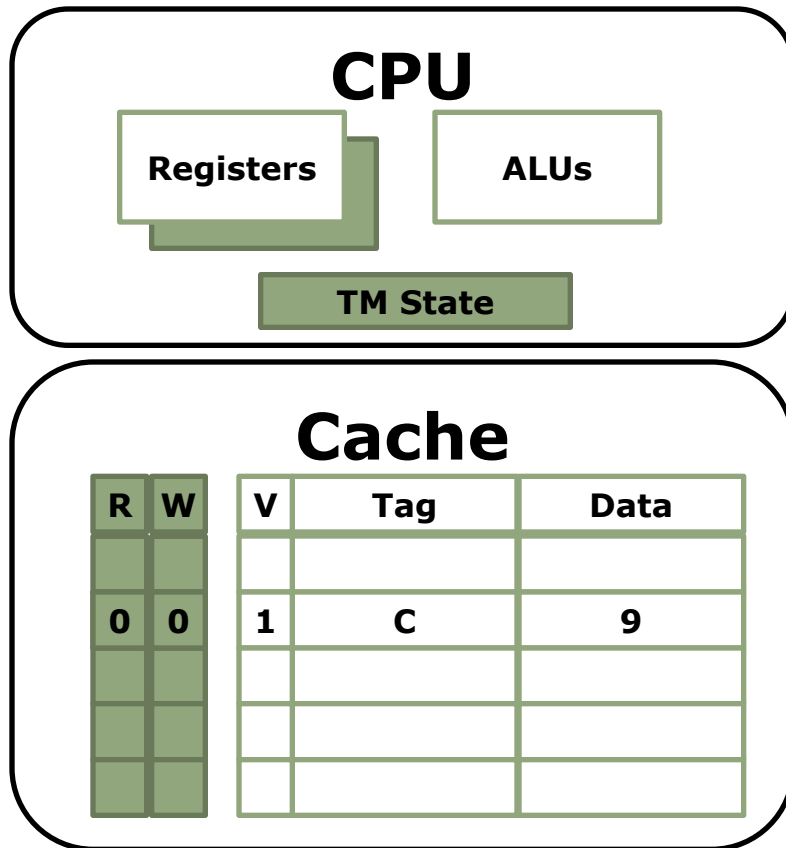 CPU
Registers ALUs
TM State
Cache
R W V Tag Data
0 0 1 C 9